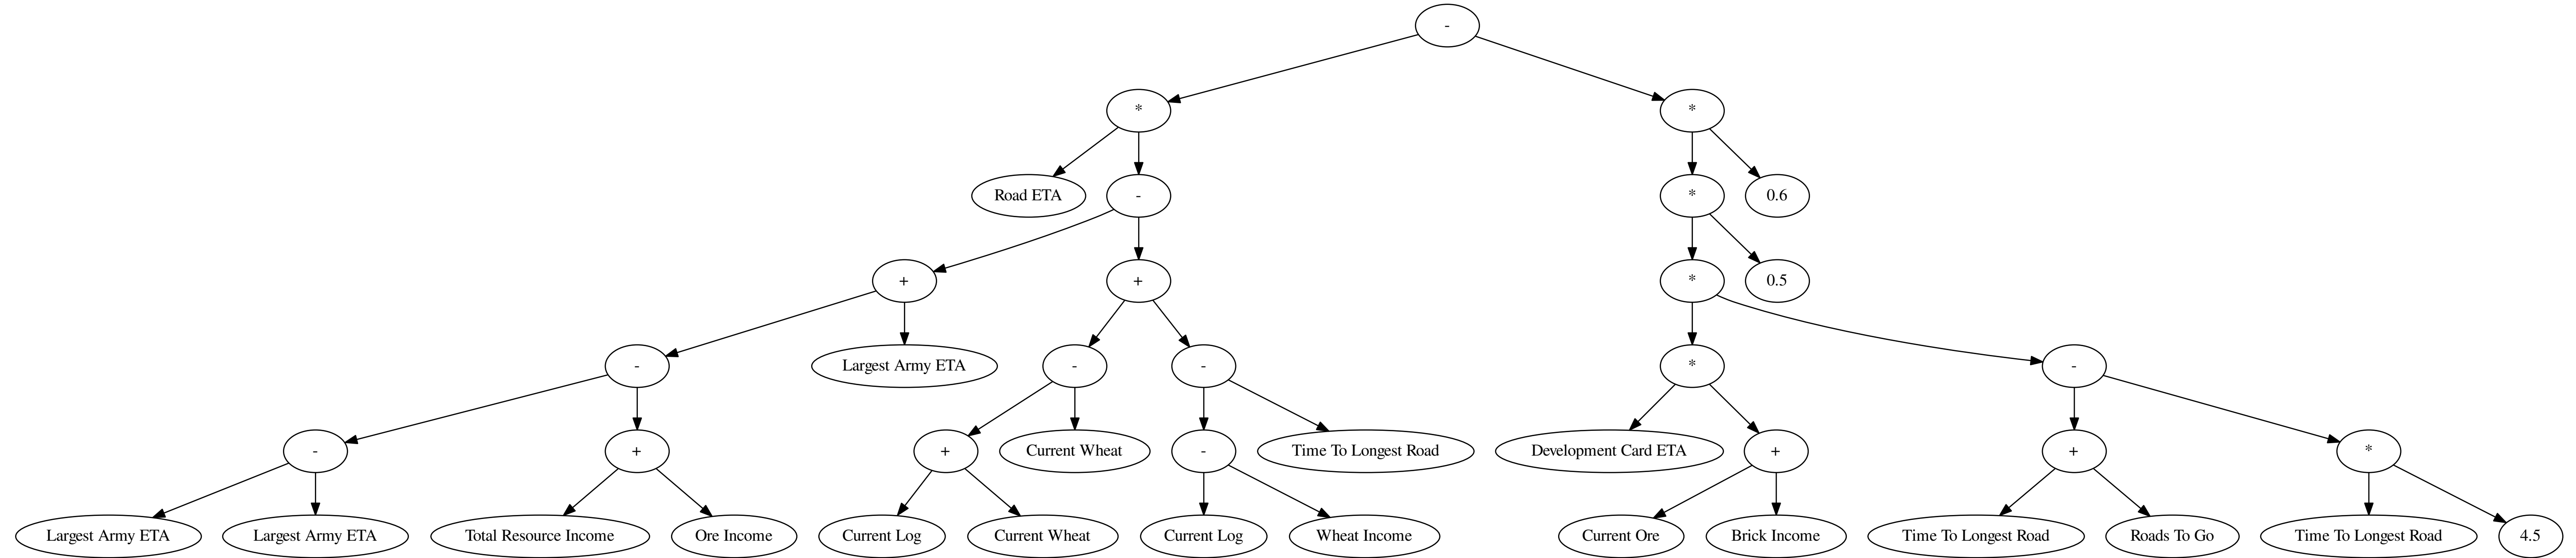 -
*
*
Road ETA
-
*
0.6
+
+
*
0.5
-
Largest Army ETA
-
-
*
-
-
+
+
Current Wheat
-
Time To Longest Road
Development Card ETA
+
+
*
Largest Army ETA
Largest Army ETA
Total Resource Income
Ore Income
Current Log
Current Wheat
Current Log
Wheat Income
Current Ore
Brick Income
Time To Longest Road
Roads To Go
Time To Longest Road
4.5